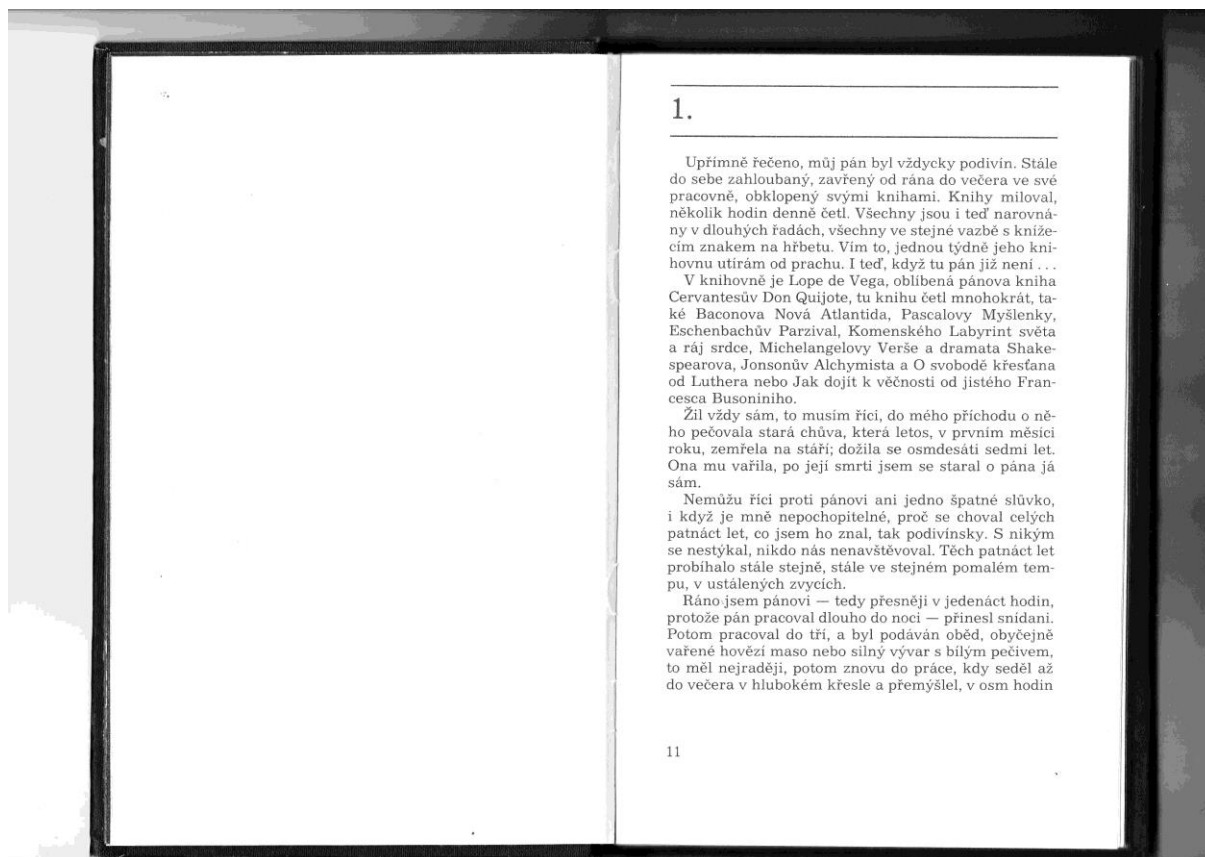 1.
Upřímně řečeno, můj pán byl vždycky podivín. Stále
do sebe zahloubaný, zavřený od rána do večera ve své
pracovně, obklopený svými knihami. Knihy miloval,
několik hodin denně četl. Všechny jsou i teď narovná-
ny v dlouhých řadách, všechny ve stejné vazbě s kníže-
cím znakem na hřbetu. Vím to, jednou týdně jeho kni-
hovnu utírám od prachu. I teď, když tu pán již není . . .
V knihovně je Lope de Vega, oblíbená pánova kniha
Cervantesův Don Quijote, tu knihu četl mnohokrát, ta-
ké Baconova Nová Atlantida, Pascalovy Myšlenky,
Eschenbachův Parzival, Komenského Labyrint světa
a ráj srdce, Michelangelovy Verše a dramata Shake-
spearova, Jonsonův Alchymista a O svobodě křesťana
od Luthera nebo Jak dojít k věčnosti od jistého Fran-
cesca Busoniniho.
Žil vždy sám, to musím říci, do mého příchodu o ně-
ho pečovala stará chůva, která letos, v prvním měsíci
roku, zemřela na stáří; dožila se osmdesáti sedmi let.
Ona mu vařila, po její smrti jsem se staral o pána já
sám.
Nemůžu říci proti pánovi ani jedno špatné slůvko,
i když je mně nepochopitelné, proč se choval celých
patnáct let, co jsem ho znal, tak podivínsky. S nikým
se nestýkal, nikdo nás nenavštěvoval. Těch patnáct let
probíhalo stále stejně, stále ve stejném pomalém tem-
pu, v ustálených zvycích.
Ráno jsem pánovi — tedy přesněji v jedenáct hodin,
protože pán pracoval dlouho do noci — přinesl snídani.
Potom pracoval do tří, a byl podáván oběd, obyčejně
vařené hovězí maso nebo silný vývar s bílým pečivem,
to měl nejraději, potom znovu do práce, kdy seděl až
do večera v hlubokém křesle a přemýšlel, v osm hodin
11